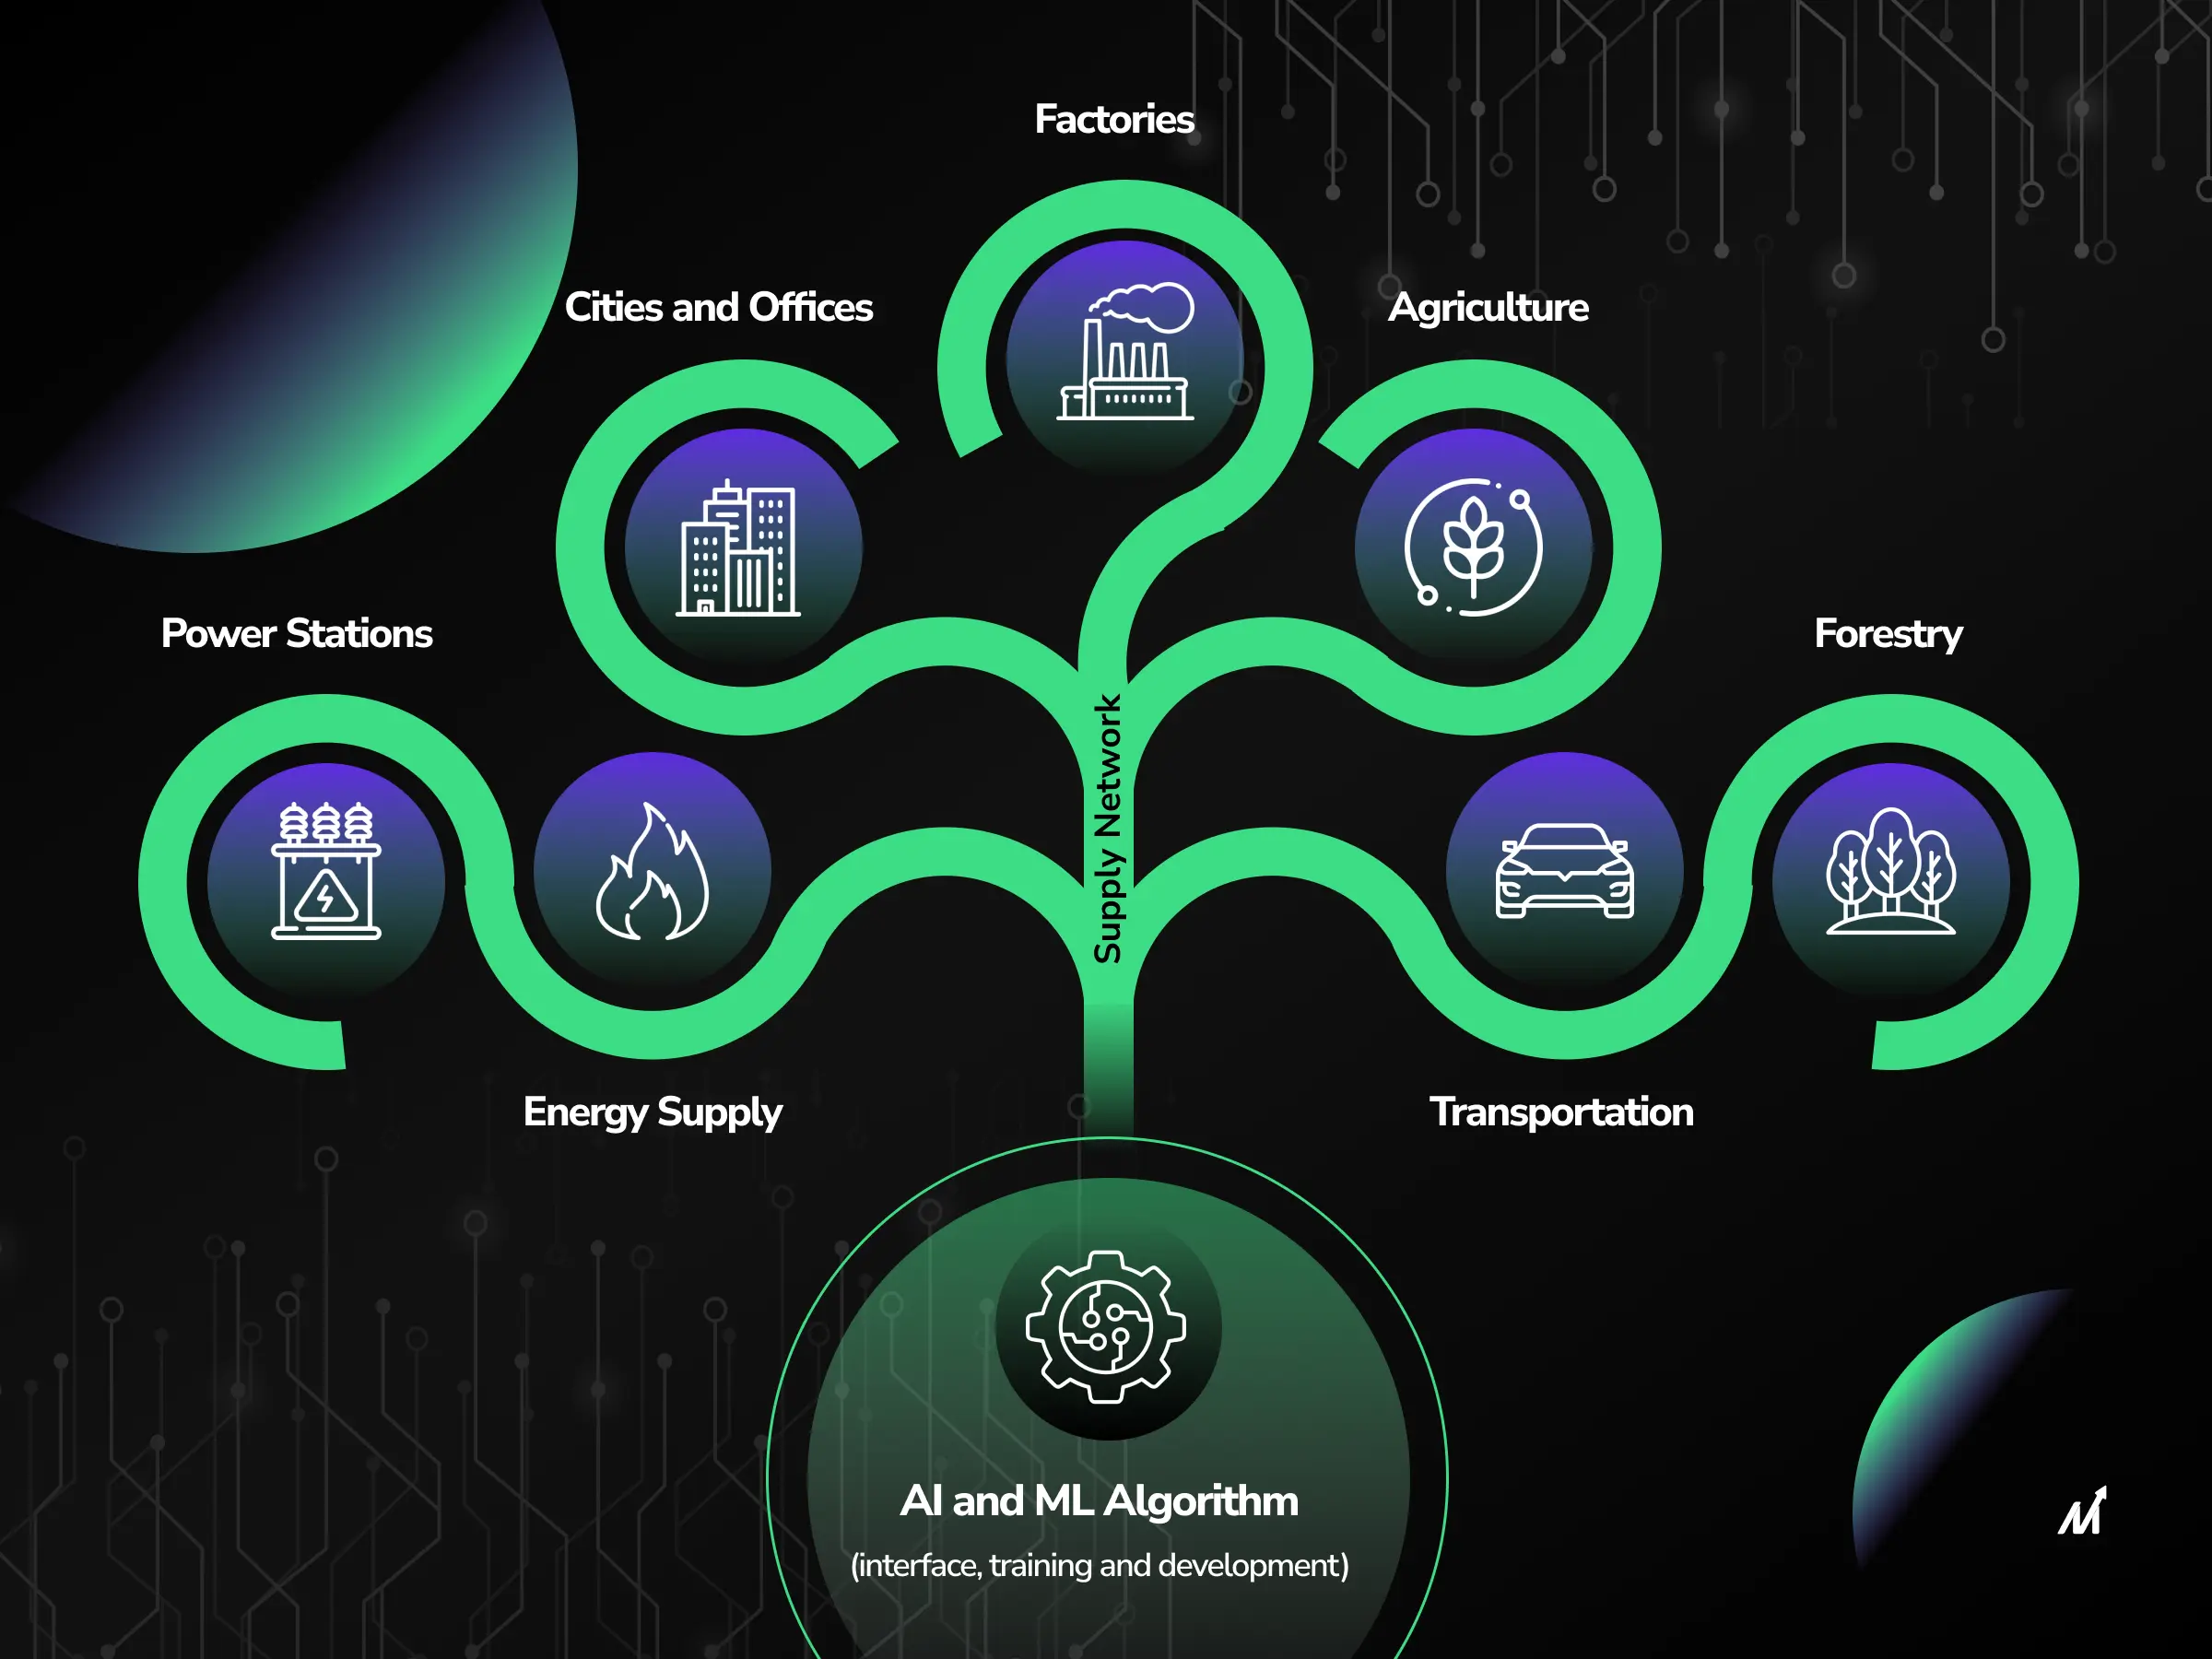 Factories
Cities and Offices
Agriculture
Power Stations
Forestry
Supply Network
Energy Supply
Transportation
AI and ML Algorithm
(interface, training and development)